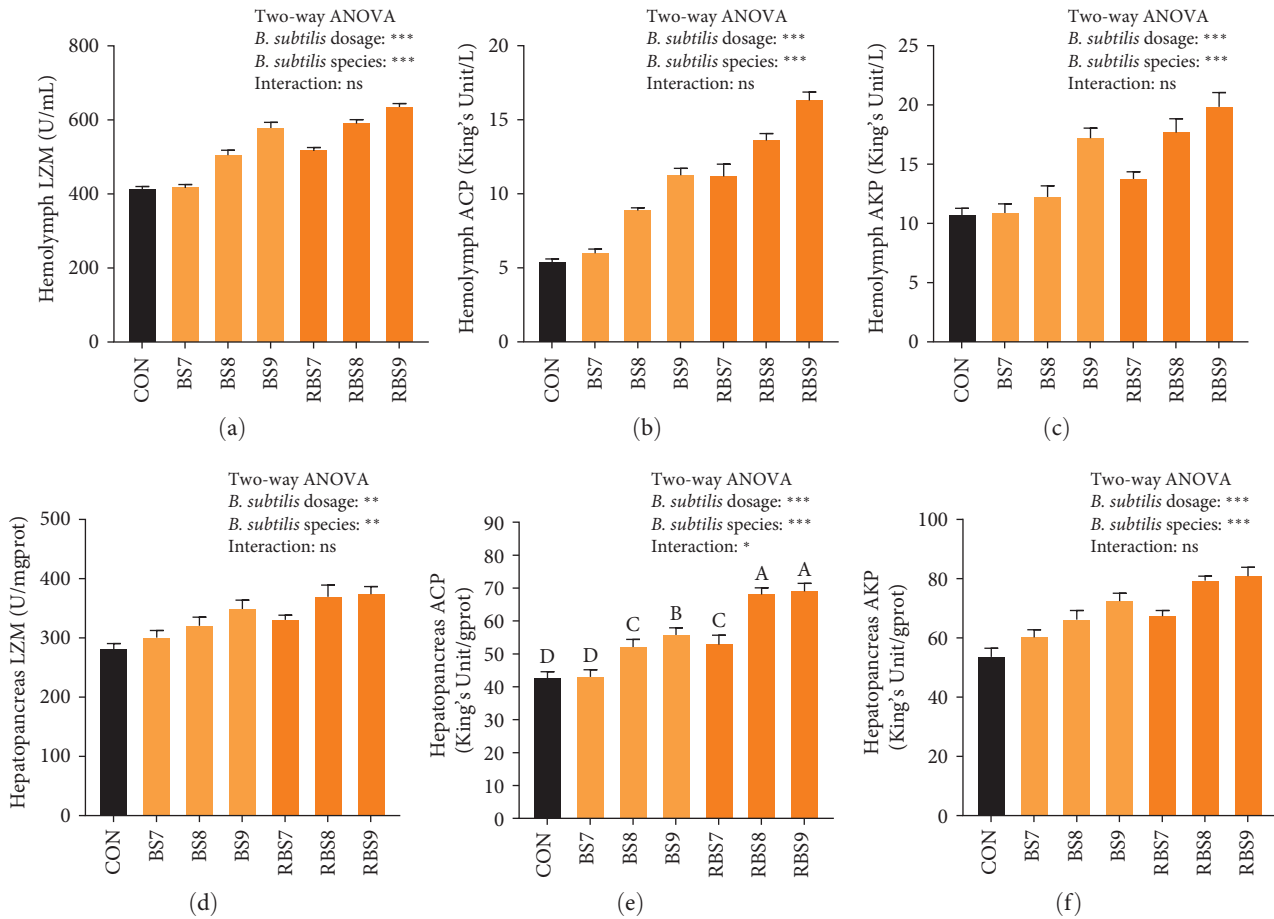 Two-way ANOVA
B. subtilis dosage: ***
B. subtilis species: ***
Interaction: ns
Hemolymph LZM (U/mL)
800
600
400
200
0
CON
BS7
BS8
BS9
RBS7
RBS8
RBS9
(a)
Two-way ANOVA
B. subtilis dosage: ***
B. subtilis species: ***
Interaction: ns
Hemolymph ACP (King's Unit/L)
20
15
10
5
0
CON
BS7
BS8
BS9
RBS7
RBS8
RBS9
(b)
Two-way ANOVA
B. subtilis dosage: ***
B. subtilis species: ***
Interaction: ns
Hemolymph AKP (King's Unit/L)
25
20
15
10
5
0
CON
BS7
BS8
BS9
RBS7
RBS8
RBS9
(c)
Two-way ANOVA
B. subtilis dosage: **
B. subtilis species: **
Interaction: ns
Hepatopancreas LZM (U/mgprot)
500
400
300
200
100
0
CON
BS7
BS8
BS9
RBS7
RBS8
RBS9
(d)
Two-way ANOVA
B. subtilis dosage: ***
B. subtilis species: ***
Interaction: *
Hepatopancreas ACP
(King's Unit/gprot)
90
80
70
60
50
40
30
20
10
0
D
D
C
B
C
A
A
CON
BS7
BS8
BS9
RBS7
RBS8
RBS9
(e)
Two-way ANOVA
B. subtilis dosage: ***
B. subtilis species: ***
Interaction: ns
Hepatopancreas AKP
(King's Unit/gprot)
100
80
60
40
20
0
CON
BS7
BS8
BS9
RBS7
RBS8
RBS9
(f)